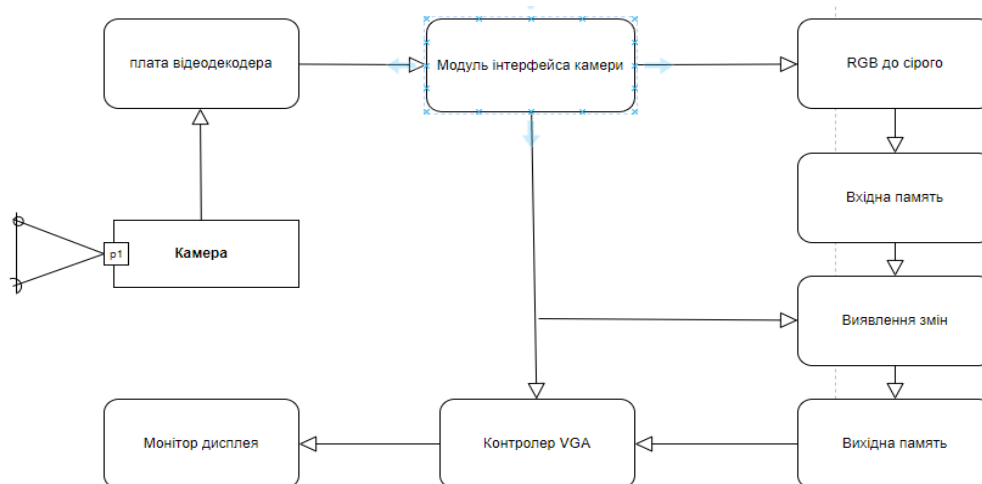 плата відеодекодера
Модуль інтерфейса камери
RGB до сірого
Вхідна память
p1
Камера
Виявлення змін
Монітор дисплея
Контролер VGA
Вихідна память